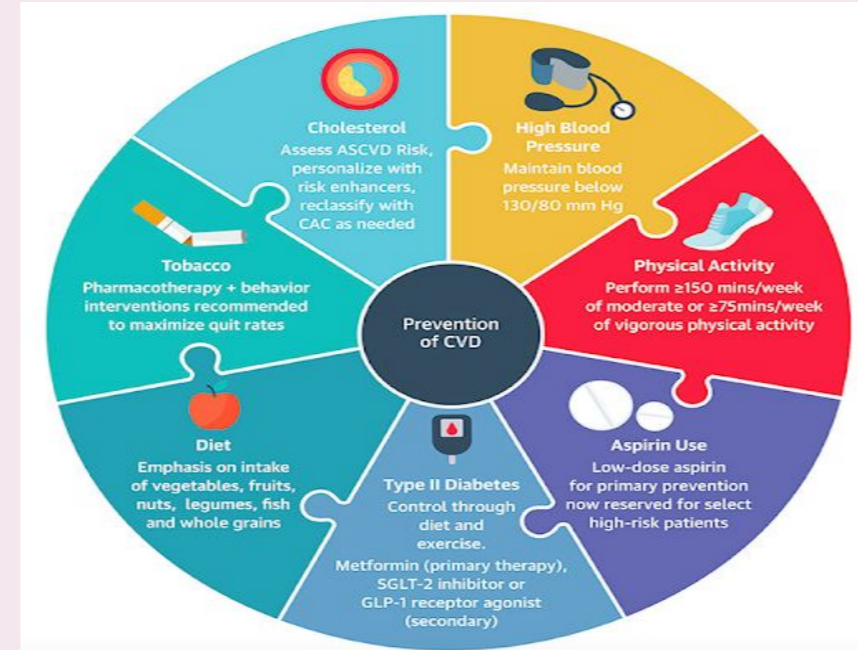 Cholesterol
Assess ASCVD Risk,
personalize with
risk enhancers,
reclassify with
CAC as needed
High Blood
Pressure
Maintain blood
pressure below
130/80 mm Hg
Physical Activity
Perform ≥150 mins/week
of moderate or ≥75mins/week
of vigorous physical activity
Aspirin Use
Low-dose aspirin
for primary prevention
now reserved for select
high-risk patients
Type II Diabetes
Control through
diet and
exercise.
Metformin (primary therapy),
SGLT-2 inhibitor or
GLP-1 receptor agonist
(secondary)
Diet
Emphasis on intake
of vegetables, fruits,
nuts, legumes, fish
and whole grains
Tobacco
Pharmacotherapy + behavior
interventions recommended
to maximize quit rates
Prevention
of CVD